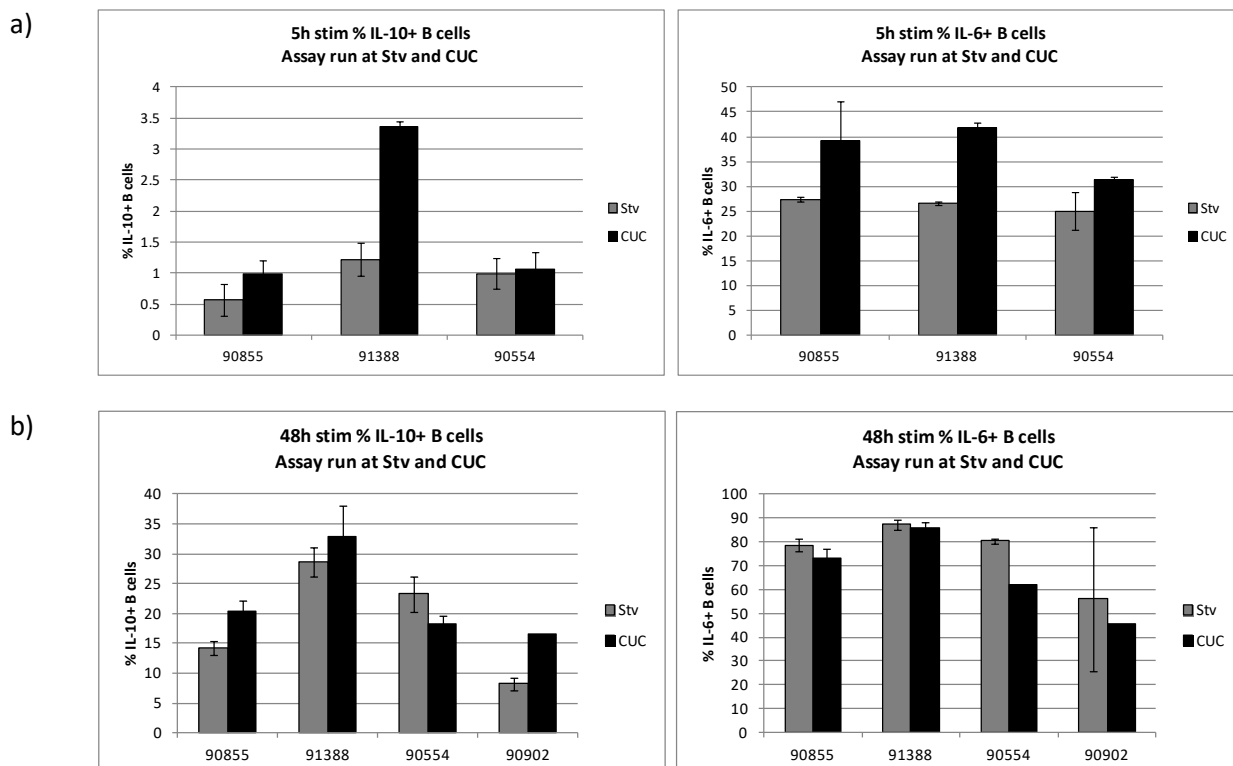 a)
5h stim % IL-10+ B cells
Assay run at Stv and CUC
% IL-10+ B cells
4
3.5
3
2.5
2
1.5
1
0.5
0
90855 91388 90554
Stv
CUC
5h stim % IL-6+ B cells
Assay run at Stv and CUC
% IL-6+ B cells
50
45
40
35
30
25
20
15
10
5
0
90855 91388 90554
Stv
CUC
b)
48h stim % IL-10+ B cells
Assay run at Stv and CUC
% IL-10+ B cells
40
35
30
25
20
15
10
5
0
90855 91388 90554 90902
Stv
CUC
48h stim % IL-6+ B cells
Assay run at Stv and CUC
% IL-6+ B cells
100
90
80
70
60
50
40
30
20
10
0
90855 91388 90554 90902
Stv
CUC